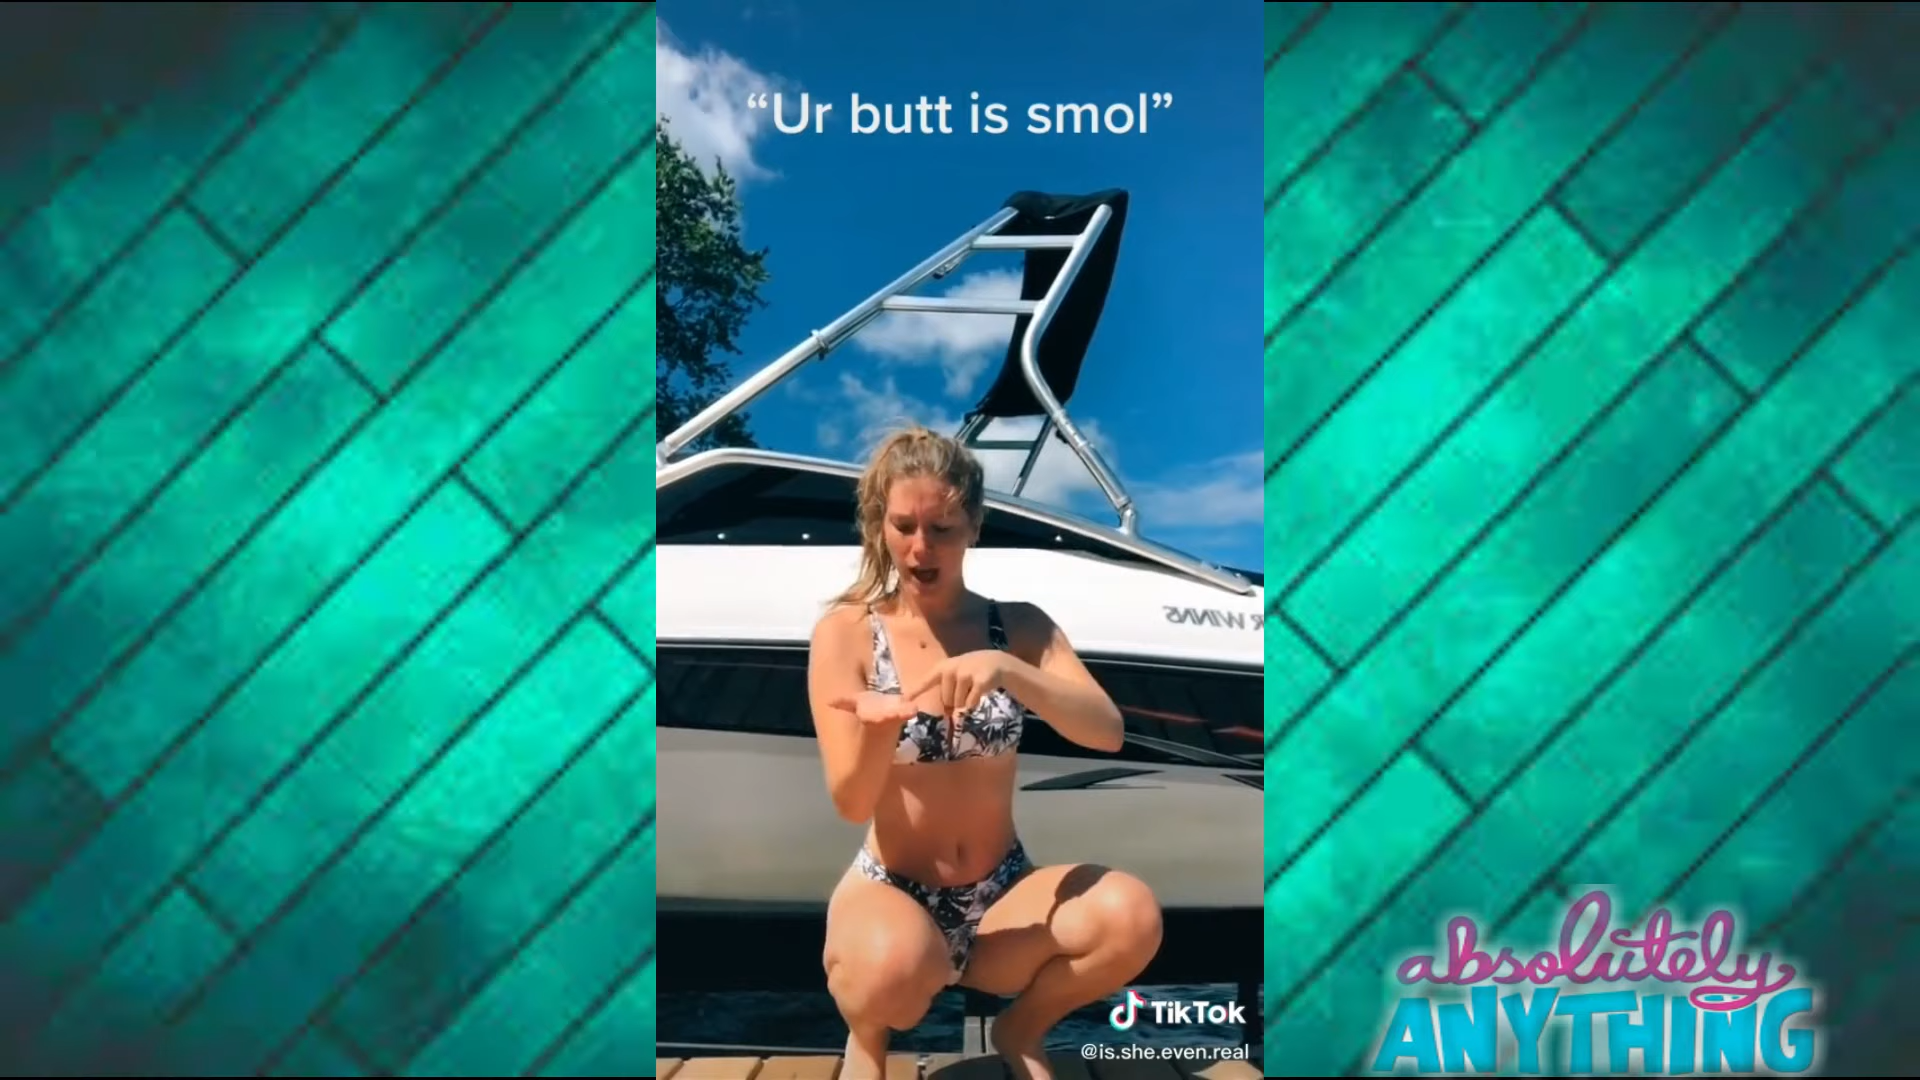 “Ur butt is smol”
TikTok
@is.she.even.real
absolutely
ANYTHING